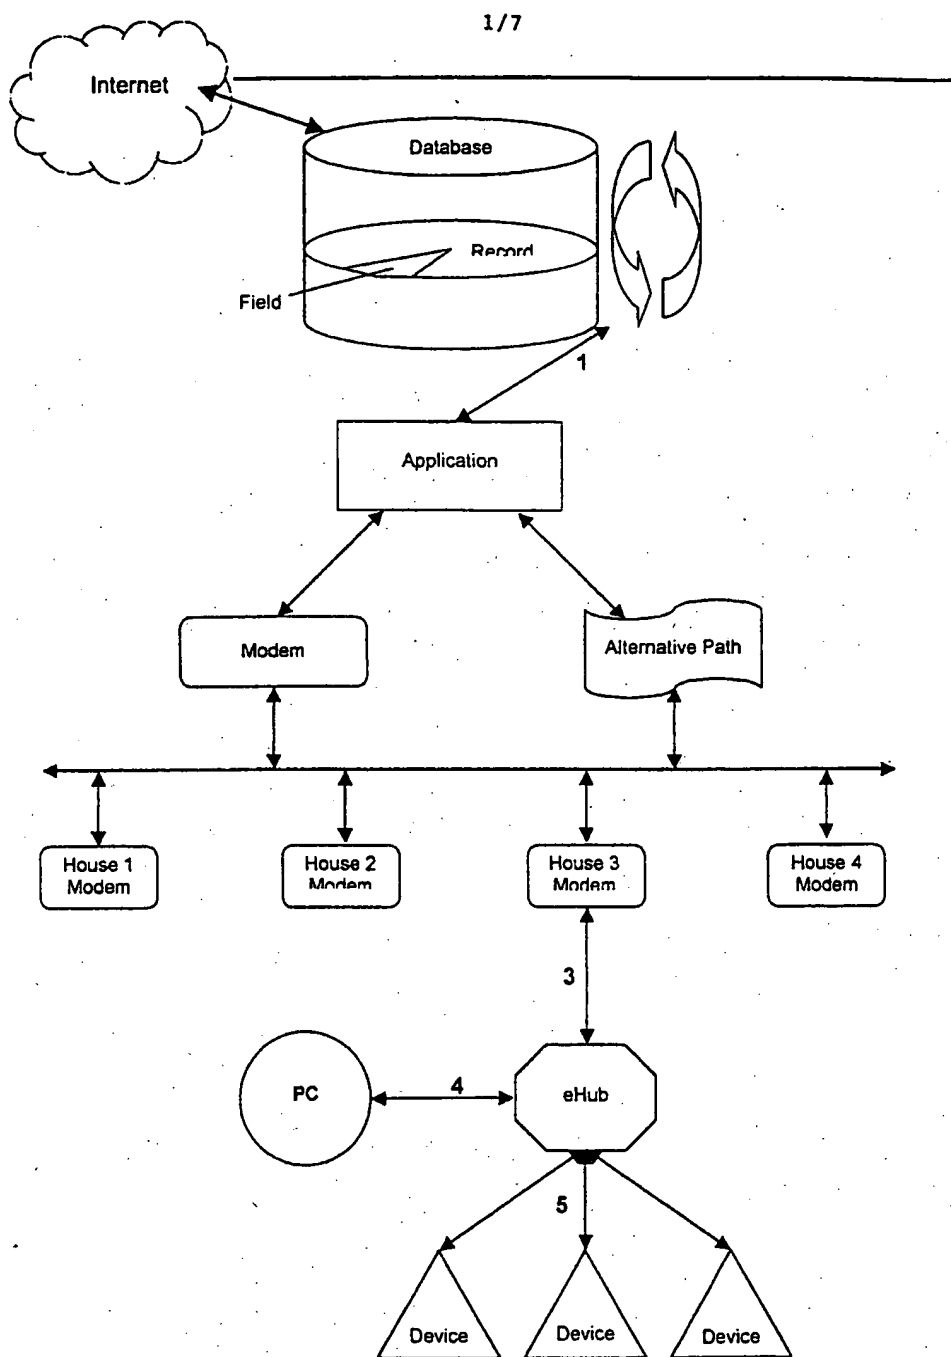 1/7
Internet
Database
Record
Field
1
Application
Modem
Alternative Path
House 1
Modem
House 2
Modem
House 3
Modem
House 4
Modem
3
PC
4
eHub
5
Device
Device
Device